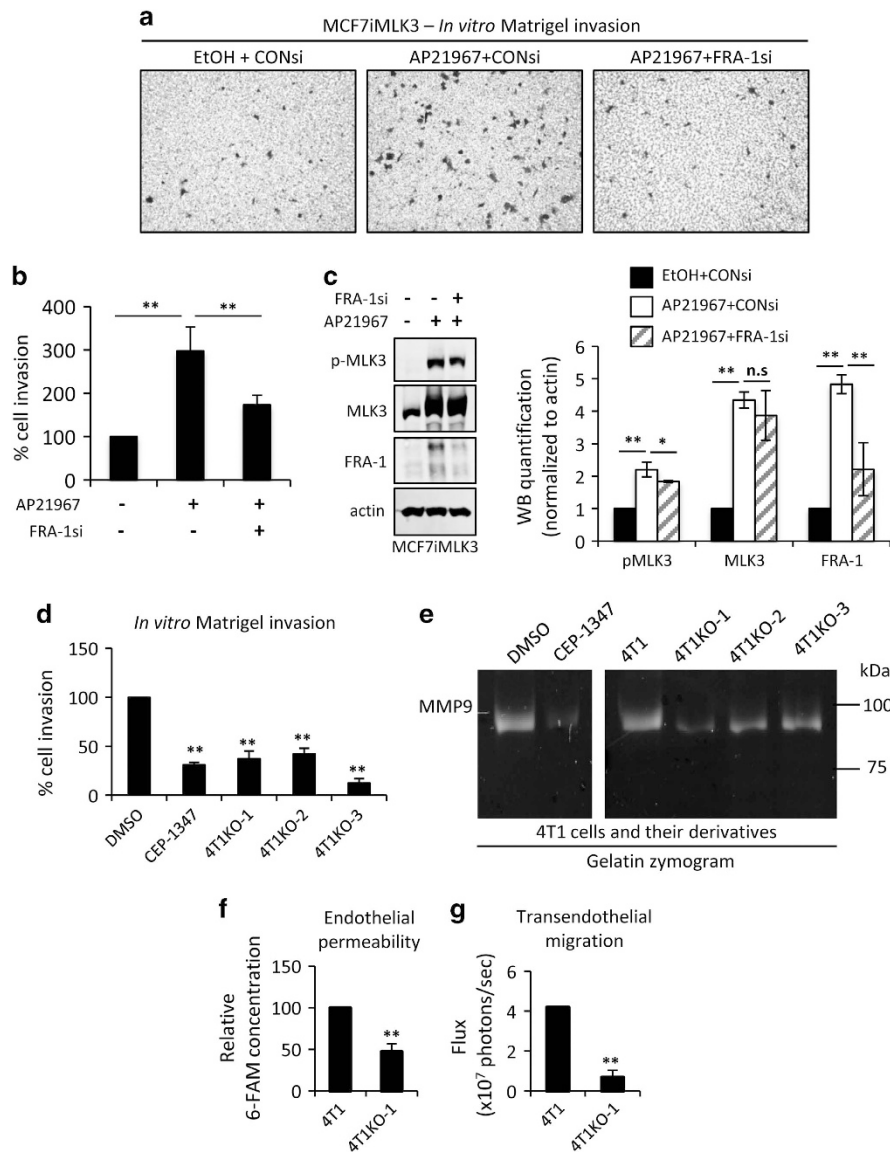 a
MCF7iMLK3 – In vitro Matrigel invasion
EtOH + CONsi
AP21967+CONsi
AP21967+FRA-1si
b
% cell invasion
400
300
200
100
0
** **
AP21967 - + +
FRA-1si - - +
c
FRA-1si - - +
AP21967 - + +
p-MLK3
MLK3
FRA-1
actin
MCF7iMLK3
EtOH+CONsi
AP21967+CONsi
AP21967+FRA-1si
WB quantification
(normalized to actin)
6
5
4
3
2
1
0
** *
** n.s
** **
pMLK3 MLK3 FRA-1
d
In vitro Matrigel invasion
% cell invasion
150
100
50
0
** ** ** **
DMSO CEP-1347 4T1KO-1 4T1KO-2 4T1KO-3
e
DMSO CEP-1347 4T1 4T1KO-1 4T1KO-2 4T1KO-3
kDa
MMP9
100
75
4T1 cells and their derivatives
Gelatin zymogram
f
Endothelial
permeability
Relative
6-FAM concentration
150
100
50
0
**
4T1 4T1KO-1
g
Transendothelial
migration
Flux
(x10⁷ photons/sec)
6
4
2
0
**
4T1 4T1KO-1